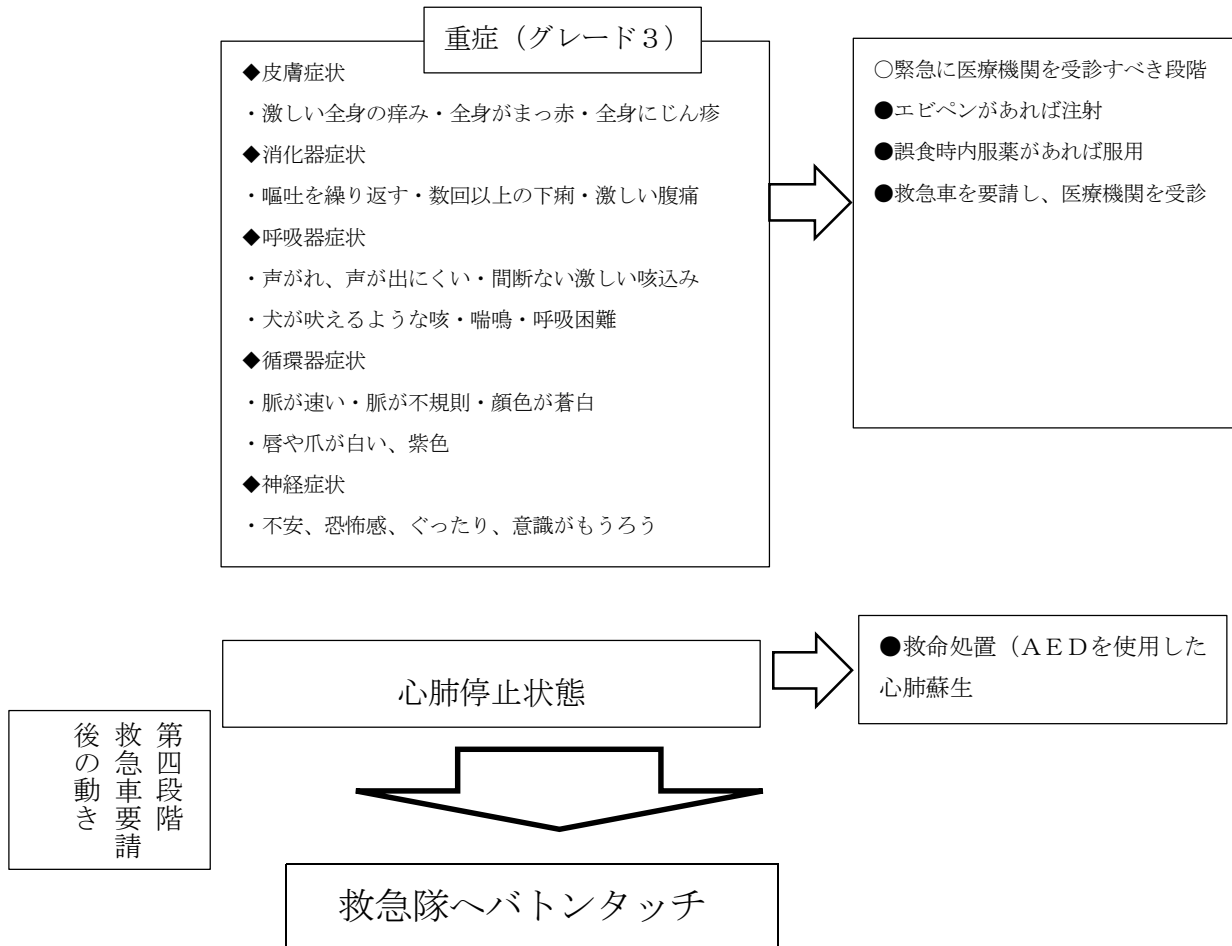 重症（グレード３）
◆皮膚症状
・激しい全身の痒み・全身がまっ赤・全身にじん疹
◆消化器症状
・嘔吐を繰り返す・数回以上の下痢・激しい腹痛
◆呼吸器症状
・声がれ、声が出にくい・間断ない激しい咳込み
・犬が吠えるような咳・喘鳴・呼吸困難
◆循環器症状
・脈が速い・脈が不規則・顔色が蒼白
・唇や爪が白い、紫色
◆神経症状
・不安、恐怖感、ぐったり、意識がもうろう
○緊急に医療機関を受診すべき段階
●エピペンがあれば注射
●誤食時内服薬があれば服用
●救急車を要請し、医療機関を受診
心肺停止状態
●救命処置（ＡＥＤを使用した
心肺蘇生
第四段階
救急車要請
後の動き
救急隊へバトンタッチ